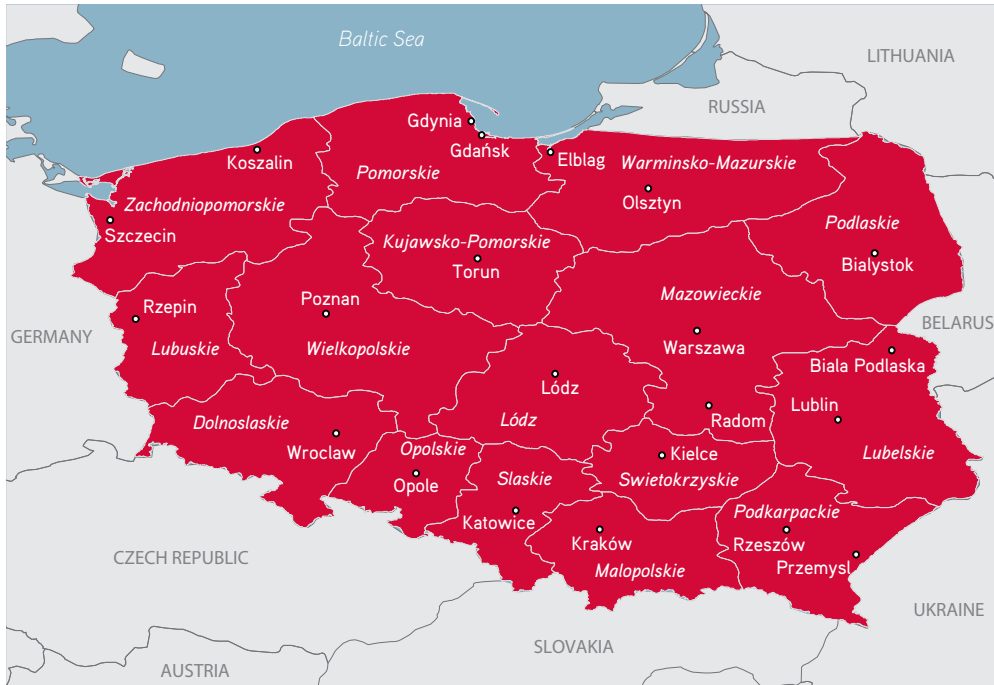 Baltic Sea
LITHUANIA
RUSSIA
Gdynia
Gdańsk
Koszalin
Elblag
Warminsko-Mazurskie
Pomorskie
Olsztyn
Zachodniopomorskie
Szczecin
Podlaskie
Kujawsko-Pomorskie
Torun
Bialystok
Mazowieckie
Rzepin
Poznan
GERMANY
BELARUS
Lubuskie
Wielkopolskie
Warszawa
Biala Podlaska
Lódz
Lublin
Dolnoslaskie
Lódz
Radom
Wroclaw
Opolskie
Kielce
Lubelskie
Opole
Slaskie
Swietokrzyskie
Katowice
Podkarpackie
Kraków
Rzeszów
CZECH REPUBLIC
Malopolskie
Przemysl
UKRAINE
SLOVAKIA
AUSTRIA